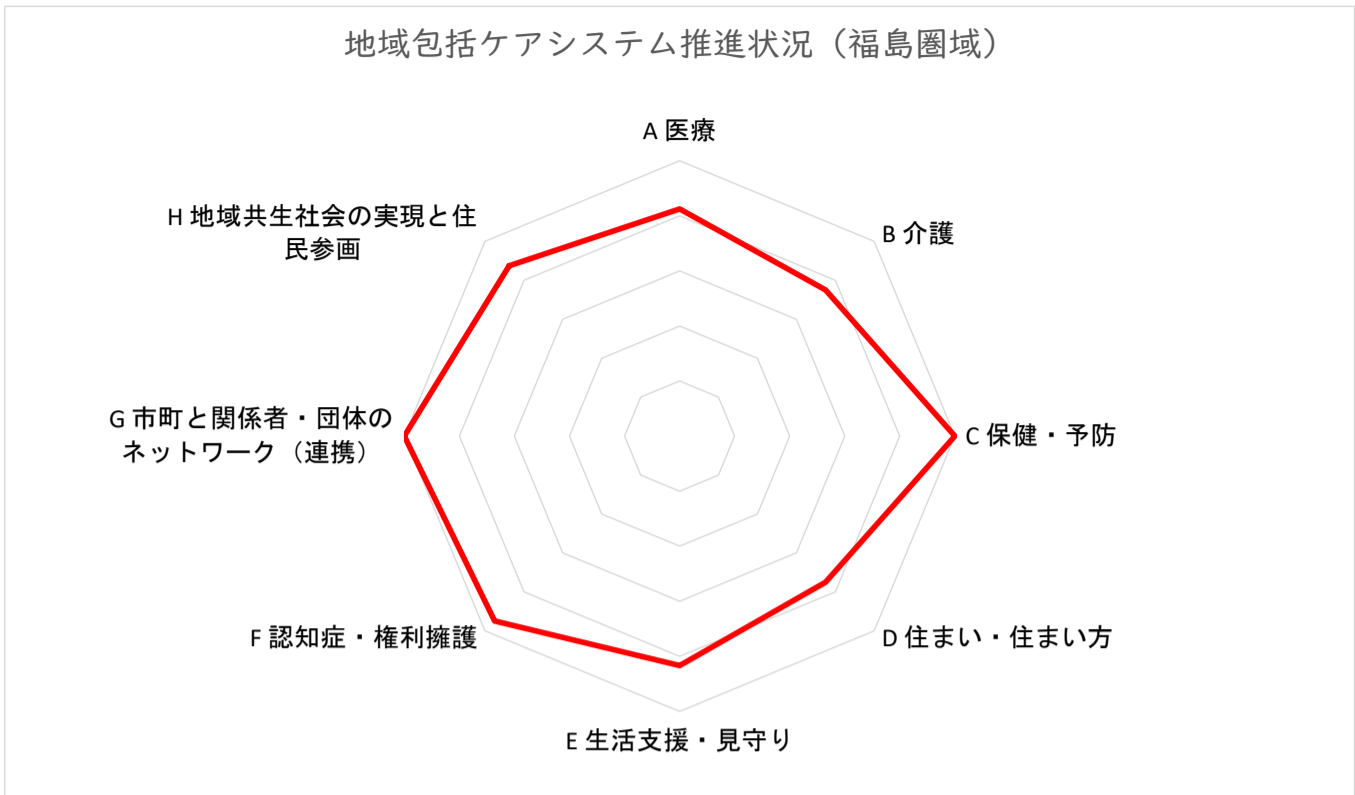 地域包括ケアシステム推進状況（福島圏域）
A 医療
B 介護
C 保健・予防
D 住まい・住まい方
E 生活支援・見守り
F 認知症・権利擁護
G 市町と関係者・団体の
ネットワーク（連携）
H 地域共生社会の実現と住
民参画